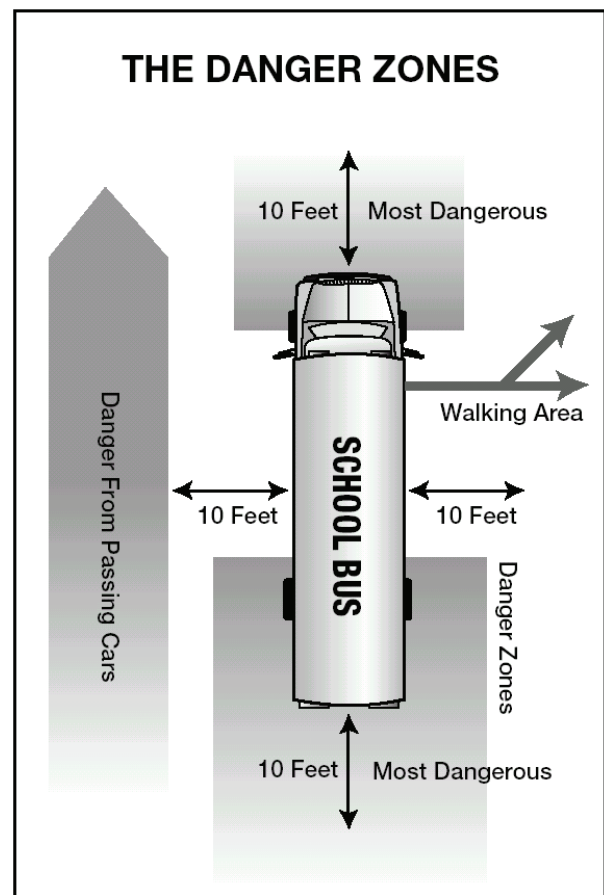 THE DANGER ZONES
10 Feet
Most Dangerous
Walking Area
Danger From Passing Cars
SCHOOL BUS
10 Feet
10 Feet
Danger Zones
10 Feet
Most Dangerous